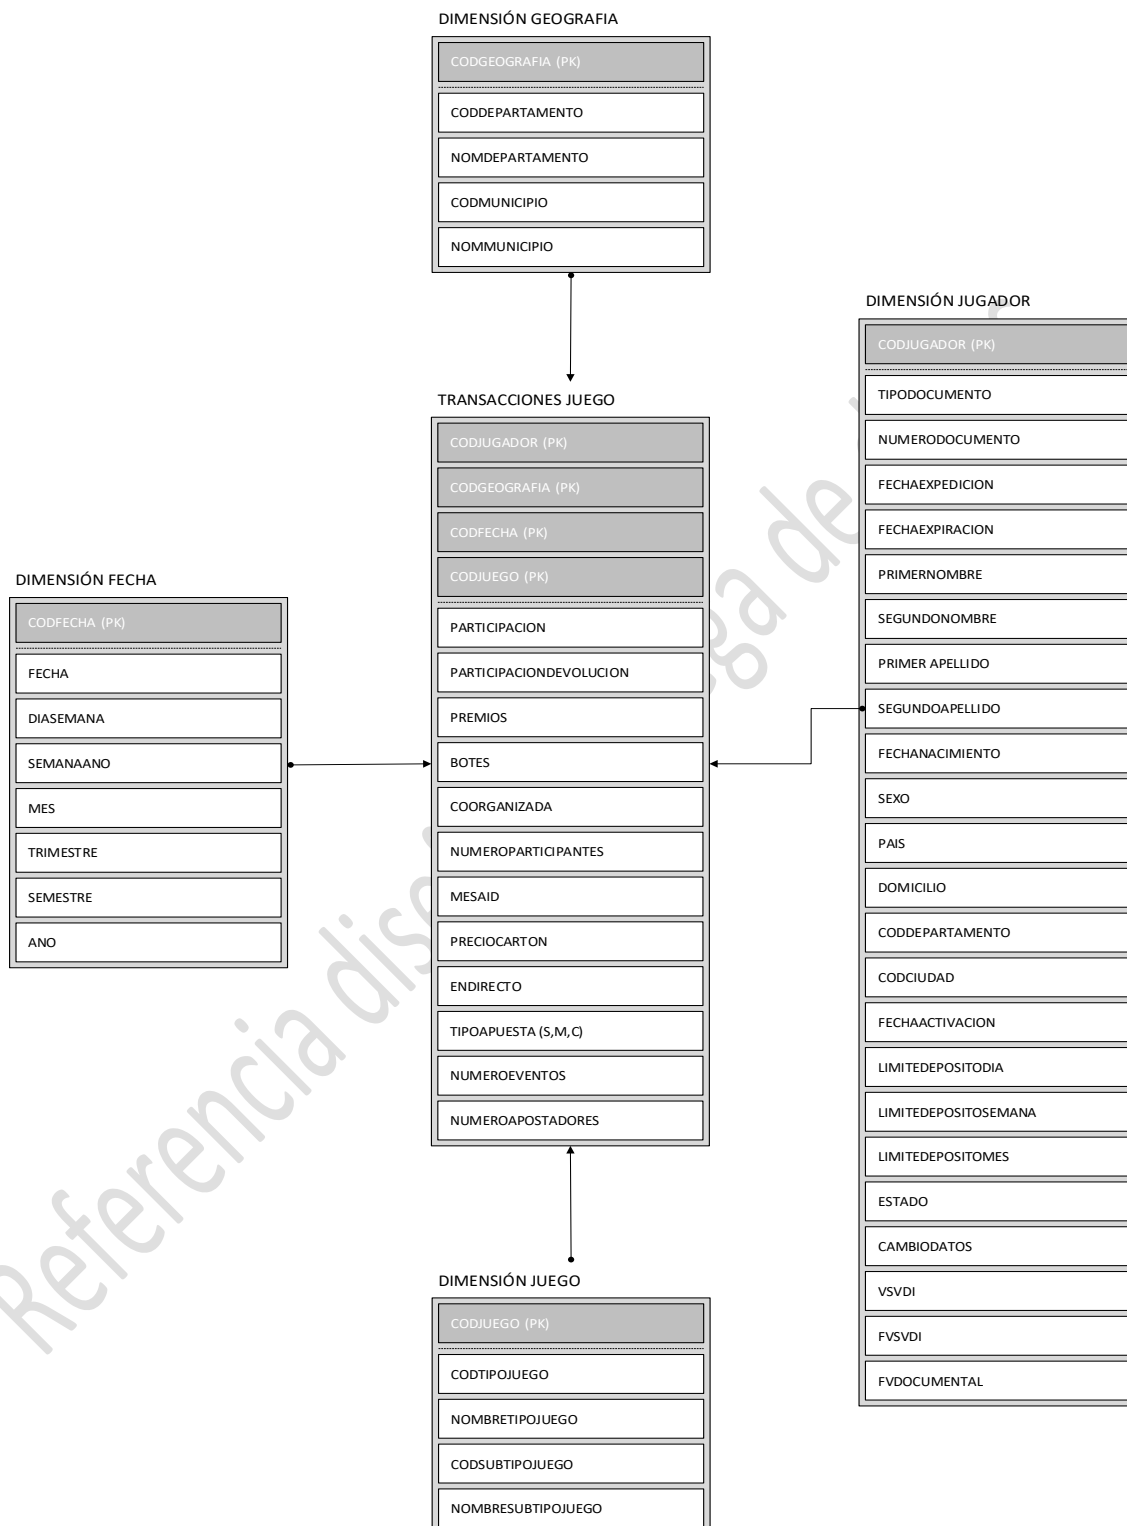 DIMENSIÓN GEOGRAFIA
CODGEOGRAFIA (PK)
CODDEPARTAMENTO
NOMDEPARTAMENTO
CODMUNICIPIO
NOMMUNICIPIO
DIMENSIÓN JUGADOR
CODJUGADOR (PK)
TIPODOCUMENTO
NUMERODOCUMENTO
FECHAEXPEDICION
FECHAEXPIRACION
PRIMERNOMBRE
SEGUNDONOMBRE
PRIMER APELLIDO
SEGUNDOAPELLIDO
FECHANACIMIENTO
SEXO
PAIS
DOMICILIO
CODDEPARTAMENTO
CODCIUDAD
FECHAACTIVACION
LIMITEDEPOSITODIA
LIMITEDEPOSITOSEMANA
LIMITEDEPOSITOMES
ESTADO
CAMBIODATOS
VSVDI
FVSVDI
FVDOCUMENTAL
TRANSACCIONES JUEGO
CODJUGADOR (PK)
CODGEOGRAFIA (PK)
CODFECHA (PK)
CODJUEGO (PK)
PARTICIPACION
PARTICIPACIONDEVOLUCION
PREMIOS
BOTES
COORGANIZADA
NUMEROPARTICIPANTES
MESAID
PRECIOCARTON
ENDIRECTO
TIPOAPUESTA (S,M,C)
NUMEROEVENTOS
NUMEROAPOSTADORES
DIMENSIÓN FECHA
CODFECHA (PK)
FECHA
DIASEMANA
SEMANAANO
MES
TRIMESTRE
SEMESTRE
ANO
DIMENSIÓN JUEGO
CODJUEGO (PK)
CODTIPOJUEGO
NOMBRETIPOJUEGO
CODSUBTIPOJUEGO
NOMBRESUBTIPOJUEGO
Referencia de